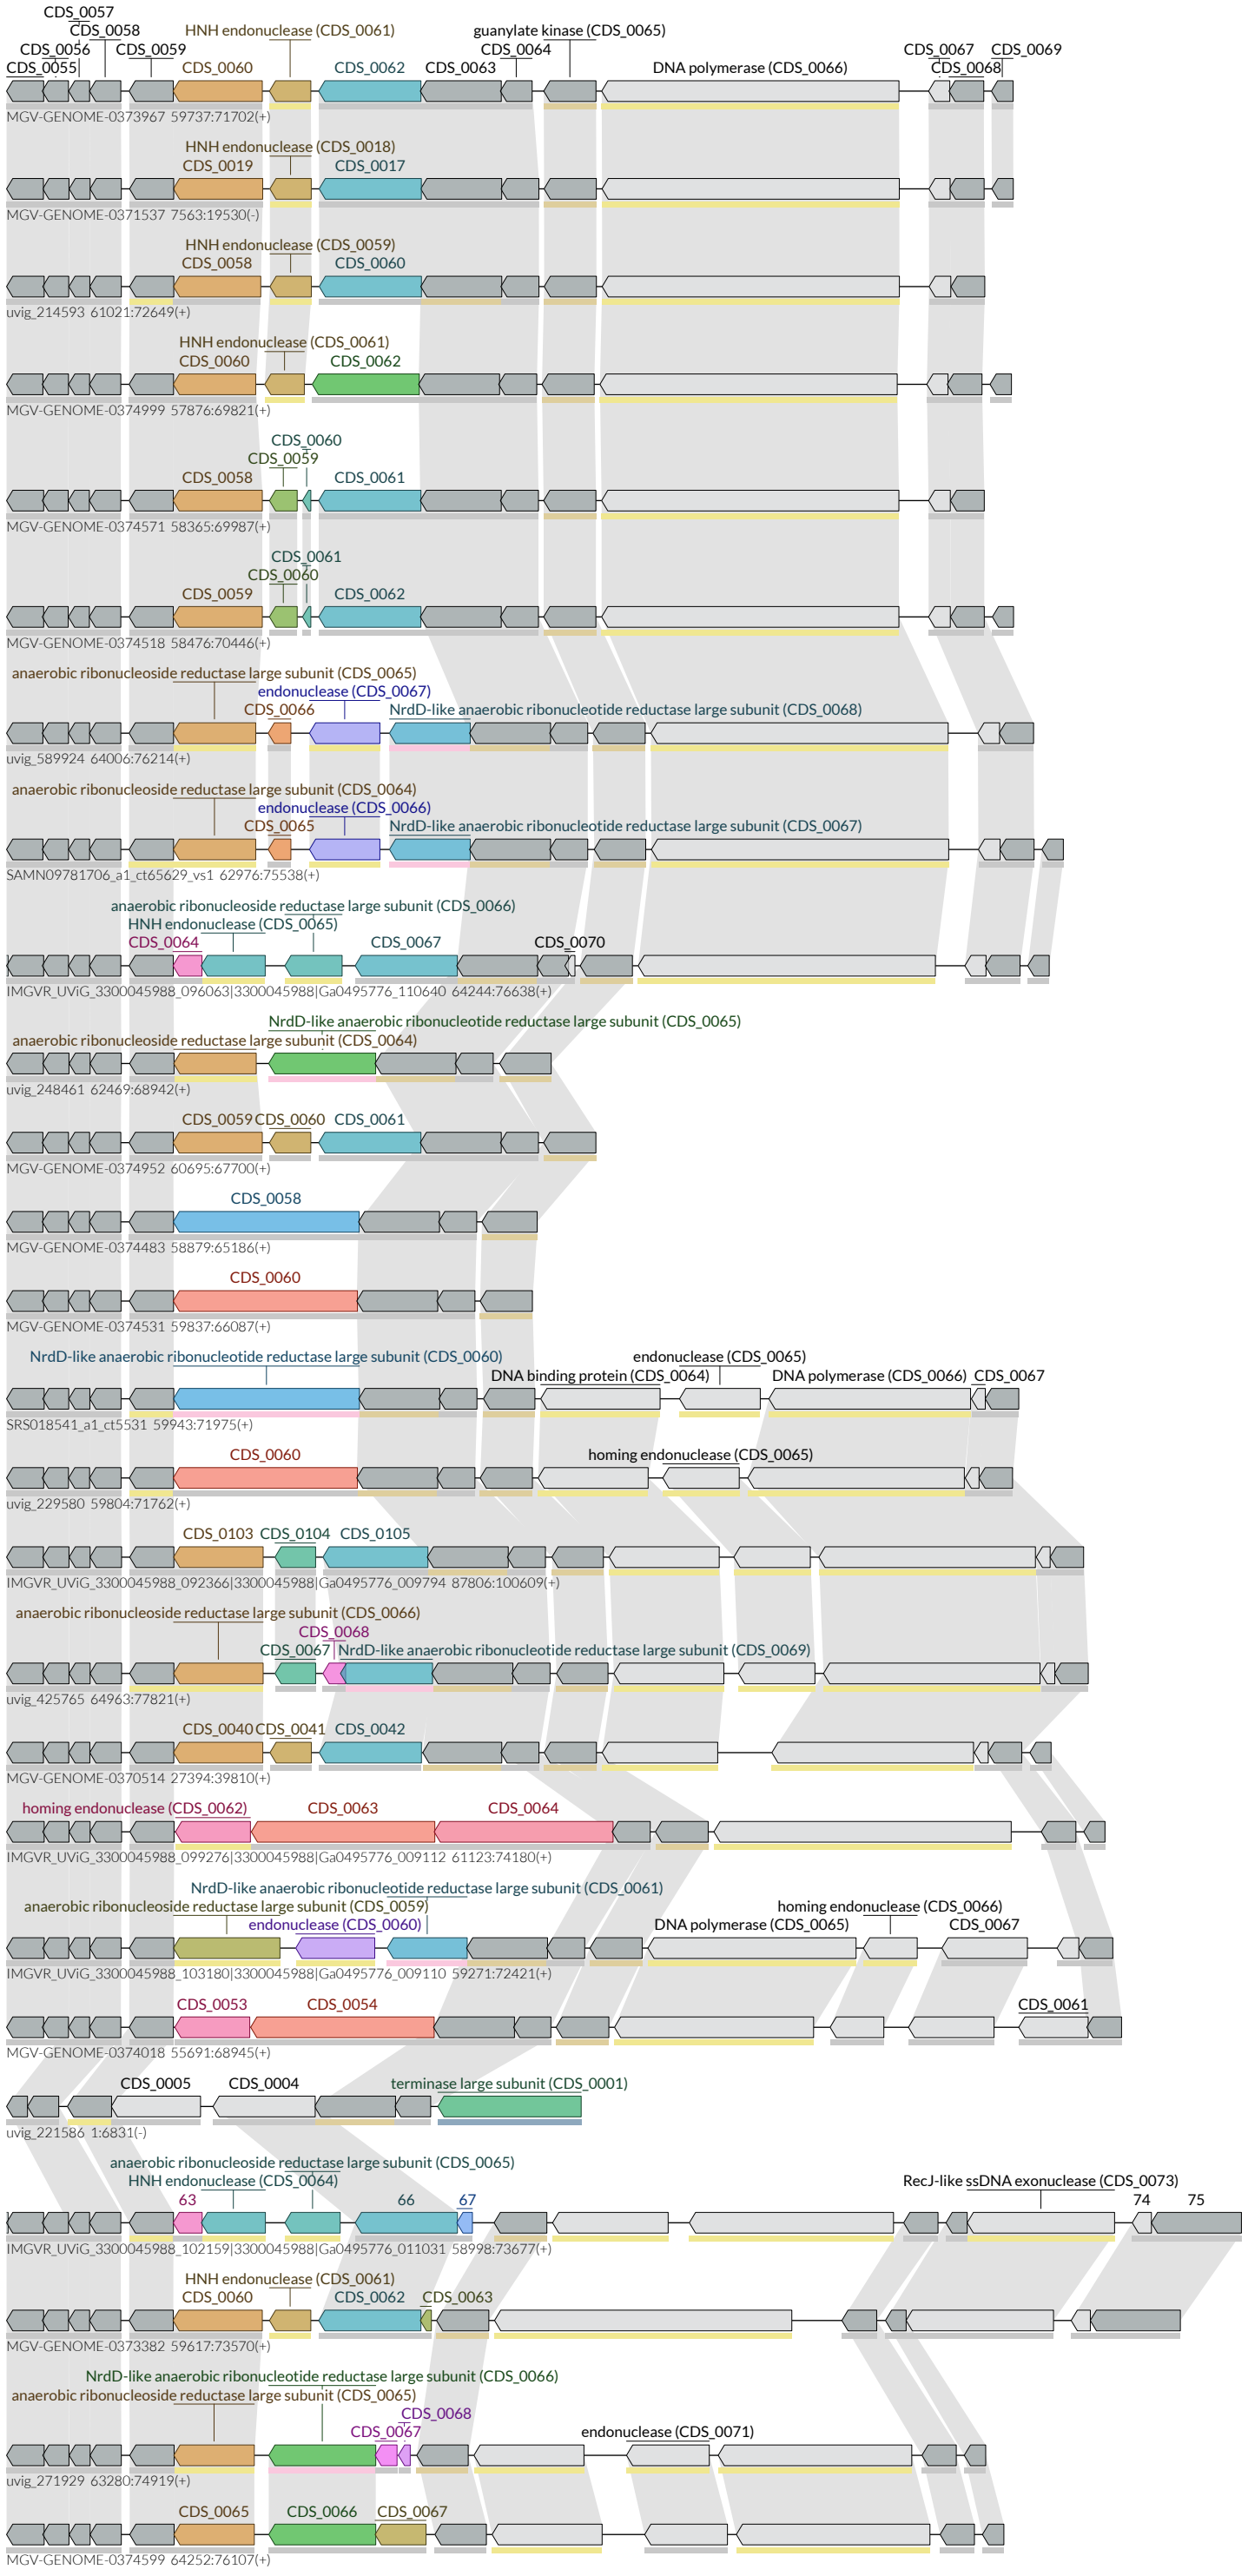 CDS_0057
CDS_0058 HNH endonuclease (CDS_0061) guanylate kinase (CDS_0065)
CDS_0056 CDS_0059 CDS_0064 CDS_0067 CDS_0069
CDS_0055 CDS_0060 CDS_0062 CDS_0063 DNA polymerase (CDS_0066) CDS_0068
MGV-GENOME-0373967 59737:71702(+)
HNH endonuclease (CDS_0018)
CDS_0019 CDS_0017
MGV-GENOME-0371537 7563:19530(-)
HNH endonuclease (CDS_0059)
CDS_0058 CDS_0060
uvig_214593 61021:72649(+)
HNH endonuclease (CDS_0061)
CDS_0060 CDS_0062
MGV-GENOME-0374999 57876:69821(+)
CDS_0060
CDS_0059
CDS_0058 CDS_0061
MGV-GENOME-0374571 58365:69987(+)
CDS_0061
CDS_0060
CDS_0059 CDS_0062
MGV-GENOME-0374518 58476:70446(+)
anaerobic ribonucleoside reductase large subunit (CDS_0065)
endonuclease (CDS_0067)
CDS_0066 NrdD-like anaerobic ribonucleotide reductase large subunit (CDS_0068)
uvig_589924 64006:76214(+)
anaerobic ribonucleoside reductase large subunit (CDS_0064)
endonuclease (CDS_0066)
CDS_0065 NrdD-like anaerobic ribonucleotide reductase large subunit (CDS_0067)
SAMN09781706_a1_ct65629_vs1 62976:75538(+)
anaerobic ribonucleoside reductase large subunit (CDS_0066)
HNH endonuclease (CDS_0065)
CDS_0064 CDS_0067 CDS_0070
IMGVR_UViG_3300045988_096063|3300045988|Ga0495776_110640 64244:76638(+)
NrdD-like anaerobic ribonucleotide reductase large subunit (CDS_0065)
anaerobic ribonucleoside reductase large subunit (CDS_0064)
uvig_248461 62469:68942(+)
CDS_0059 CDS_0060 CDS_0061
MGV-GENOME-0374952 60695:67700(+)
CDS_0058
MGV-GENOME-0374483 58879:65186(+)
CDS_0060
MGV-GENOME-0374531 59837:66087(+)
NrdD-like anaerobic ribonucleotide reductase large subunit (CDS_0060) endonuclease (CDS_0065)
DNA binding protein (CDS_0064) DNA polymerase (CDS_0066) CDS_0067
SRS018541_a1_ct5531 59943:71975(+)
CDS_0060 homing endonuclease (CDS_0065)
uvig_229580 59804:71762(+)
CDS_0103 CDS_0104 CDS_0105
IMGVR_UViG_3300045988_092366|3300045988|Ga0495776_009794 87806:100609(+)
anaerobic ribonucleoside reductase large subunit (CDS_0066)
CDS_0068
CDS_0067 NrdD-like anaerobic ribonucleotide reductase large subunit (CDS_0069)
uvig_425765 64963:77821(+)
CDS_0040 CDS_0041 CDS_0042
MGV-GENOME-0370514 27394:39810(+)
homing endonuclease (CDS_0062) CDS_0063 CDS_0064
IMGVR_UViG_3300045988_099276|3300045988|Ga0495776_009112 61123:74180(+)
NrdD-like anaerobic ribonucleotide reductase large subunit (CDS_0061)
anaerobic ribonucleoside reductase large subunit (CDS_0059) homing endonuclease (CDS_0066)
endonuclease (CDS_0060) DNA polymerase (CDS_0065) CDS_0067
IMGVR_UViG_3300045988_103180|3300045988|Ga0495776_009110 59271:72421(+)
CDS_0053 CDS_0054 CDS_0061
MGV-GENOME-0374018 55691:68945(+)
CDS_0005 CDS_0004 terminase large subunit (CDS_0001)
uvig_221586 1:6831(-)
anaerobic ribonucleoside reductase large subunit (CDS_0065)
HNH endonuclease (CDS_0064) RecJ-like ssDNA exonuclease (CDS_0073)
63 66 67 74 75
IMGVR_UViG_3300045988_102159|3300045988|Ga0495776_011031 58998:73677(+)
HNH endonuclease (CDS_0061)
CDS_0060 CDS_0062 CDS_0063
MGV-GENOME-0373382 59617:73570(+)
NrdD-like anaerobic ribonucleotide reductase large subunit (CDS_0066)
anaerobic ribonucleoside reductase large subunit (CDS_0065)
CDS_0068
CDS_0067 endonuclease (CDS_0071)
uvig_271929 63280:74919(+)
CDS_0065 CDS_0066 CDS_0067
MGV-GENOME-0374599 64252:76107(+)